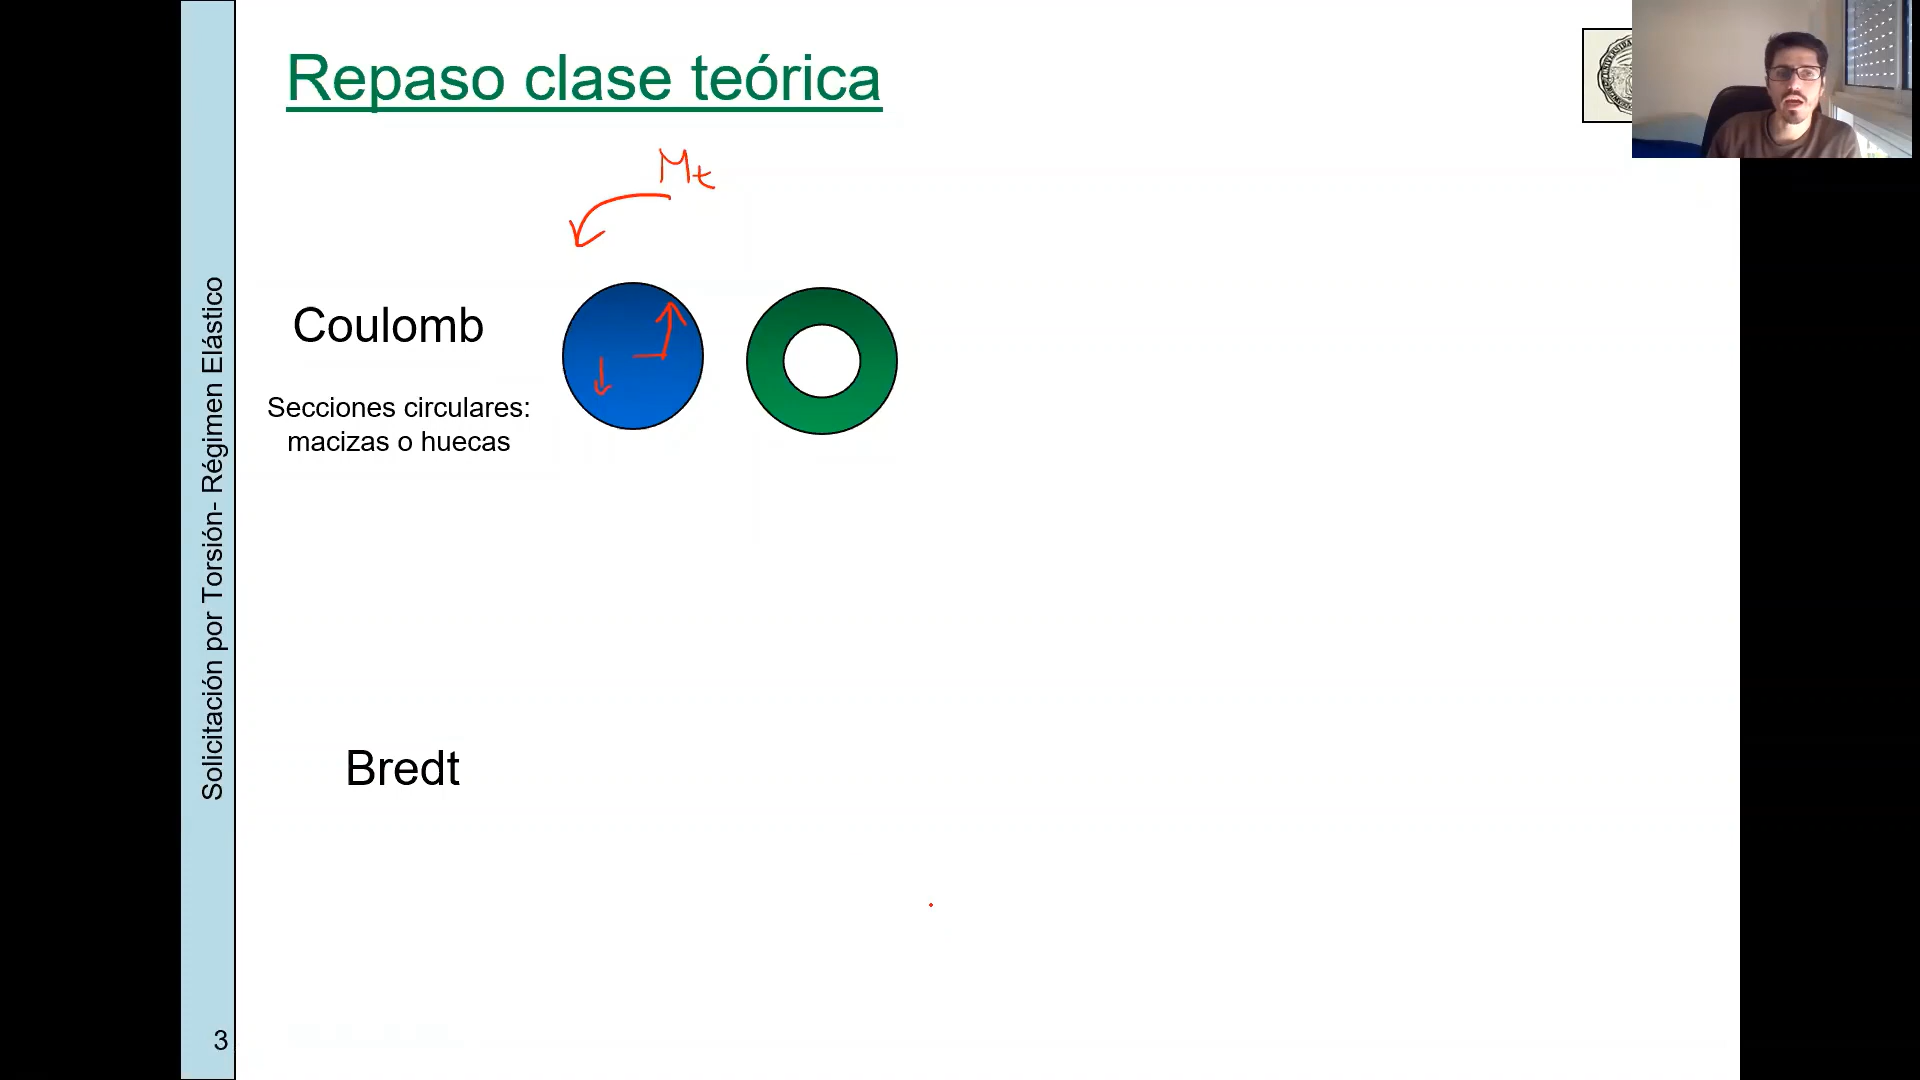 Repaso clase teórica
Mt
Coulomb
Secciones circulares:
macizas o huecas
Bredt
Solicitación por Torsión- Régimen Elástico
3